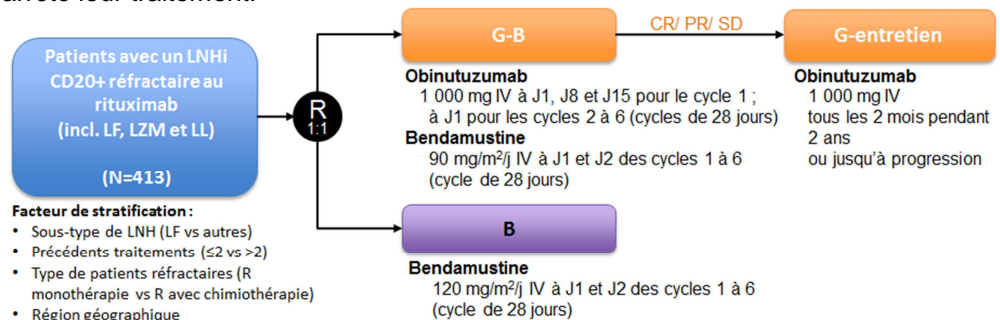 arrêté leur traitement.
Patients avec un LNHi
CD20+ réfractaire au
rituximab
(incl. LF, LZM et LL)
(N=413)
Facteur de stratification :
• Sous-type de LNH (LF vs autres)
• Précédents traitements (≤2 vs >2)
• Type de patients réfractaires (R
monothérapie vs R avec chimiothérapie)
• Région géographique
R
1:1
G-B
Obinutuzumab
1 000 mg IV à J1, J8 et J15 pour le cycle 1 ;
à J1 pour les cycles 2 à 6 (cycles de 28 jours)
Bendamustine
90 mg/m²/j IV à J1 et J2 des cycles 1 à 6
(cycle de 28 jours)
CR/ PR/ SD
G-entretien
Obinutuzumab
1 000 mg IV
tous les 2 mois pendant
2 ans
ou jusqu'à progression
B
Bendamustine
120 mg/m²/j IV à J1 et J2 des cycles 1 à 6
(cycle de 28 jours)